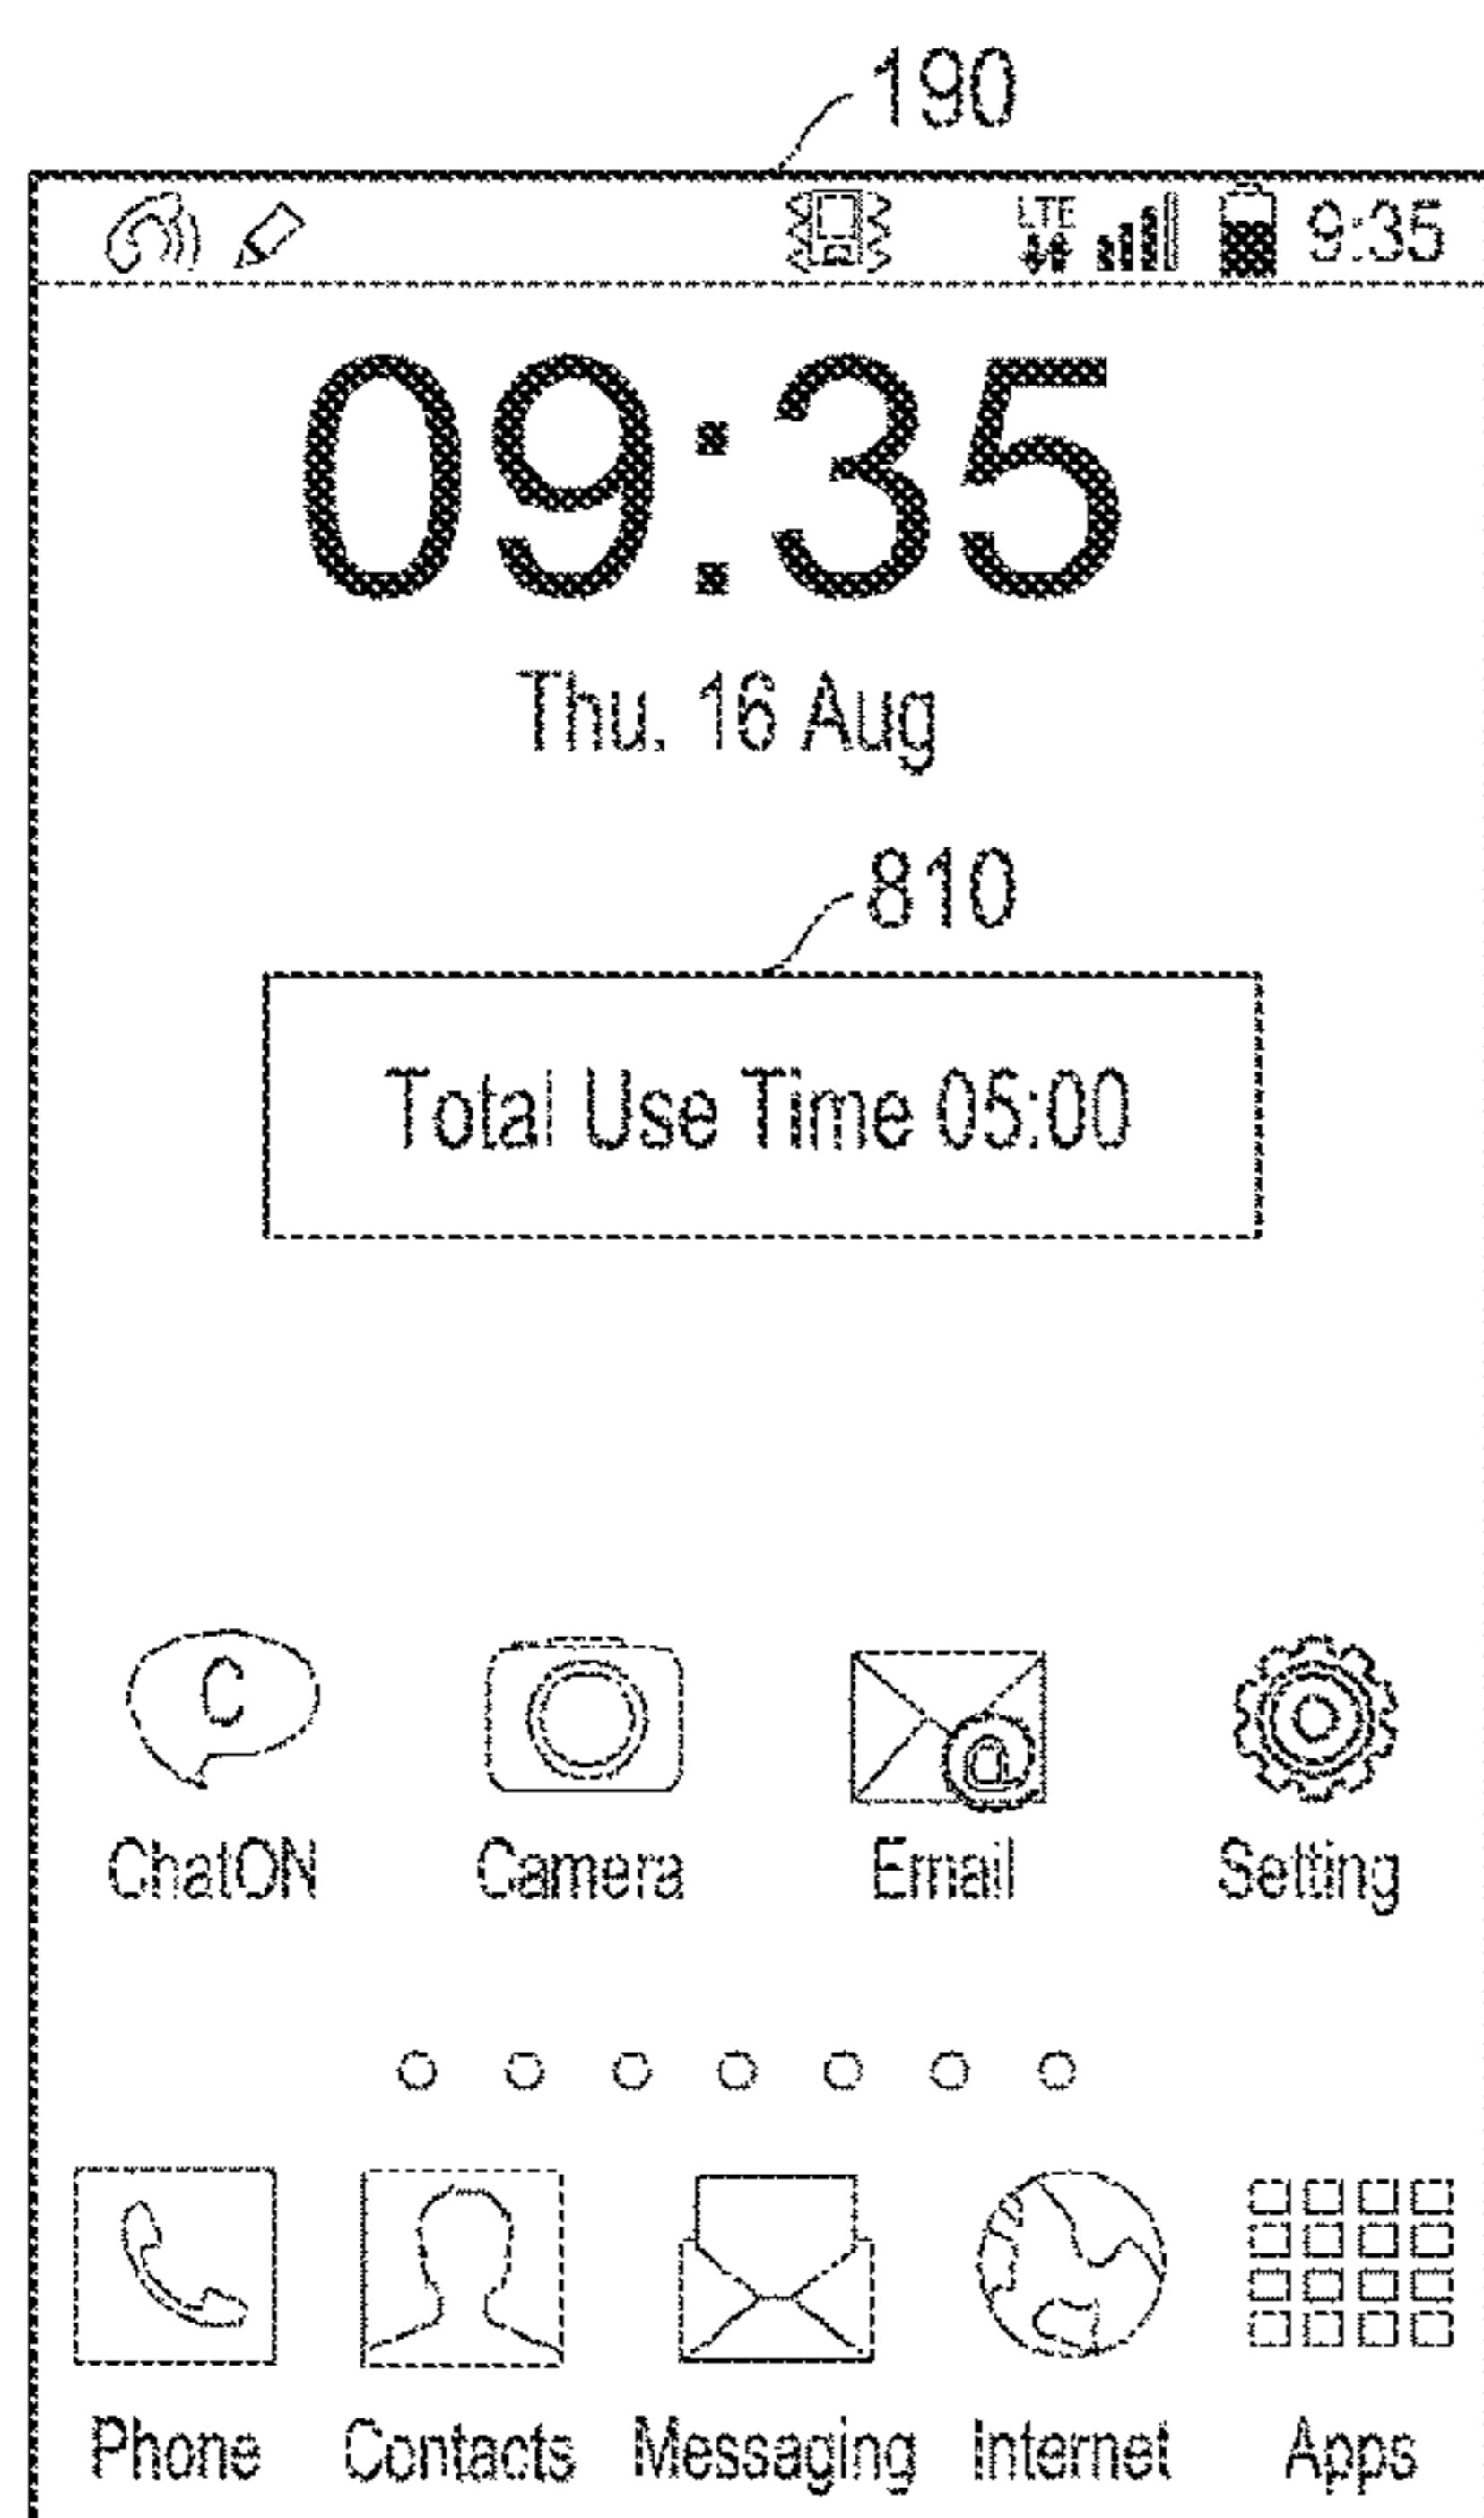 190
LTE 9:35
09:35
Thu. 16 Aug
810
Total Use Time 05:00
C @
ChatON Camera Email Setting
Phone Contacts Messaging Internet Apps